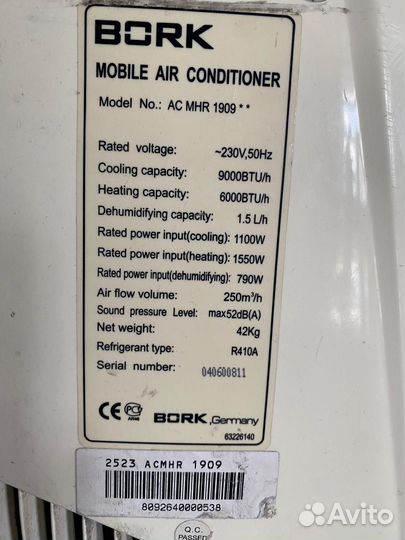 BORK
MOBILE AIR CONDITIONER
Model No.: AC MHR 1909 **
Rated voltage: ~230V,50Hz
Cooling capacity: 9000BTU/h
Heating capacity: 6000BTU/h
Dehumidifying capacity: 1.5 L/h
Rated power input(cooling): 1100W
Rated power input(heating): 1550W
Rated power input(dehumidifying): 790W
Air flow volume: 250m³/h
Sound pressure Level: max52dB(A)
Net weight: 42Kg
Refrigerant type: R410A
Serial number: 040600811
CE PCT BORK,Germany
63226140
2523 ACMHR 1909
8092640000538
Q.C.
PASSED
Avito